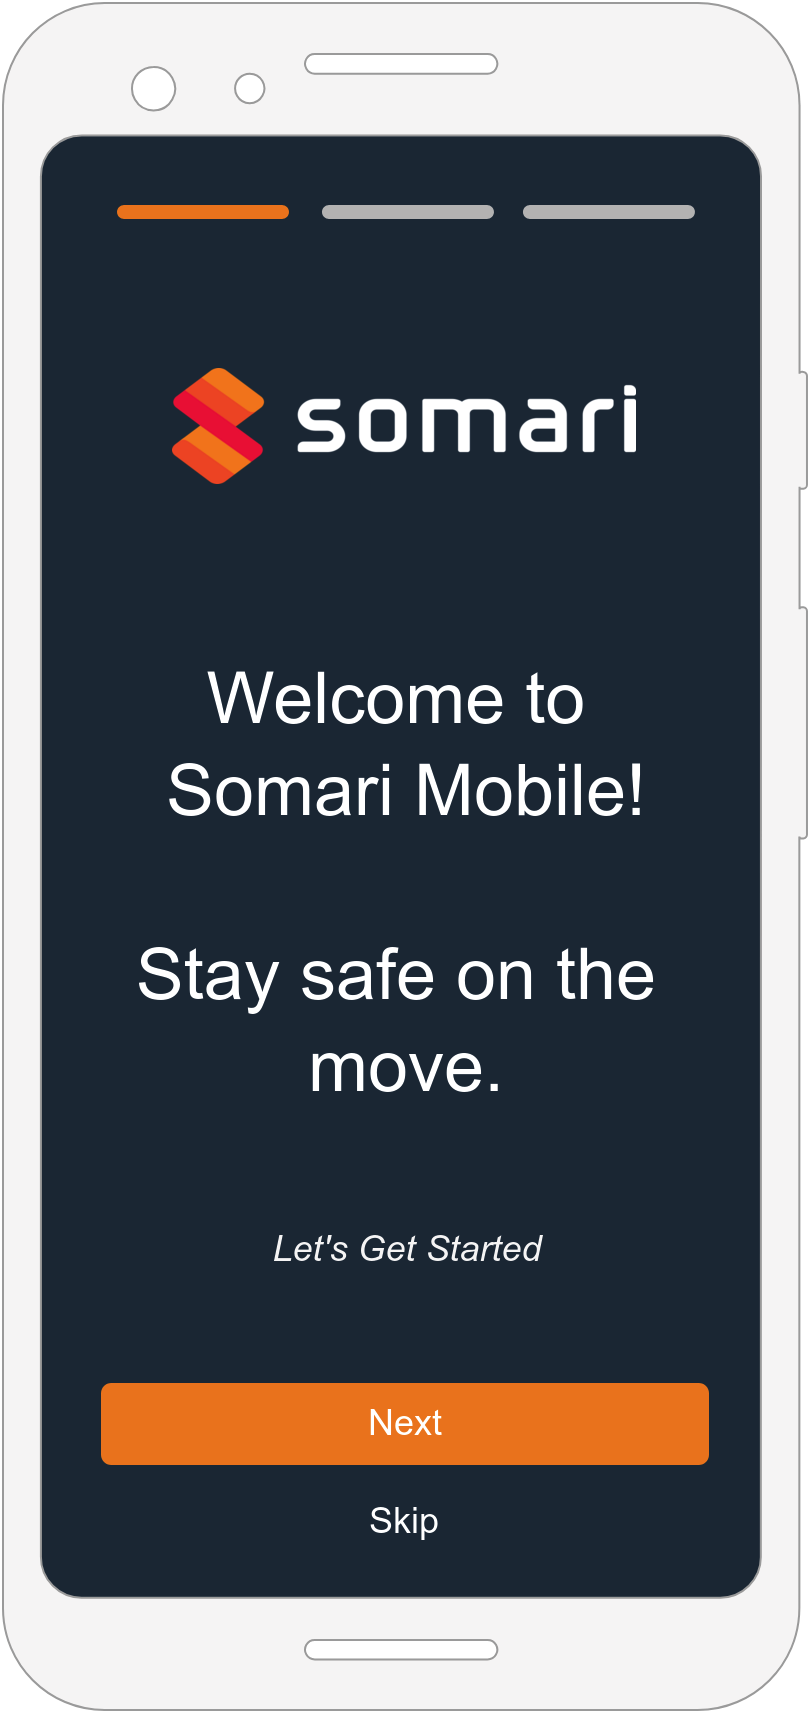 somari
Welcome to
Somari Mobile!
Stay safe on the
move.
Let's Get Started
Next
Skip